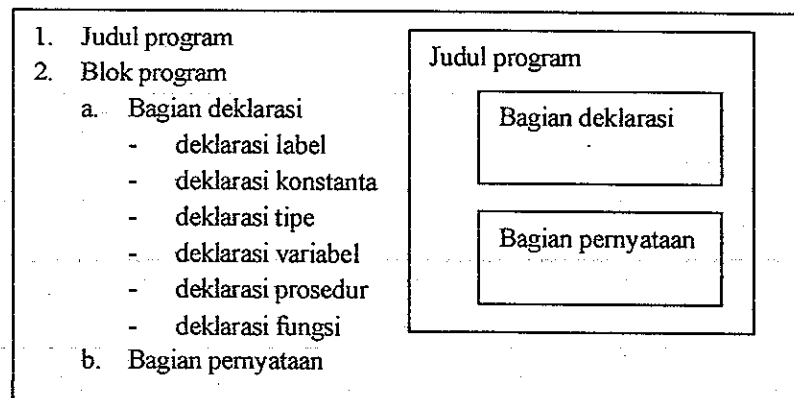 1. Judul program
2. Blok program
a. Bagian deklarasi
- deklarasi label
- deklarasi konstanta
- deklarasi tipe
- deklarasi variabel
- deklarasi prosedur
- deklarasi fungsi
b. Bagian pernyataan
Judul program
Bagian deklarasi
Bagian pernyataan